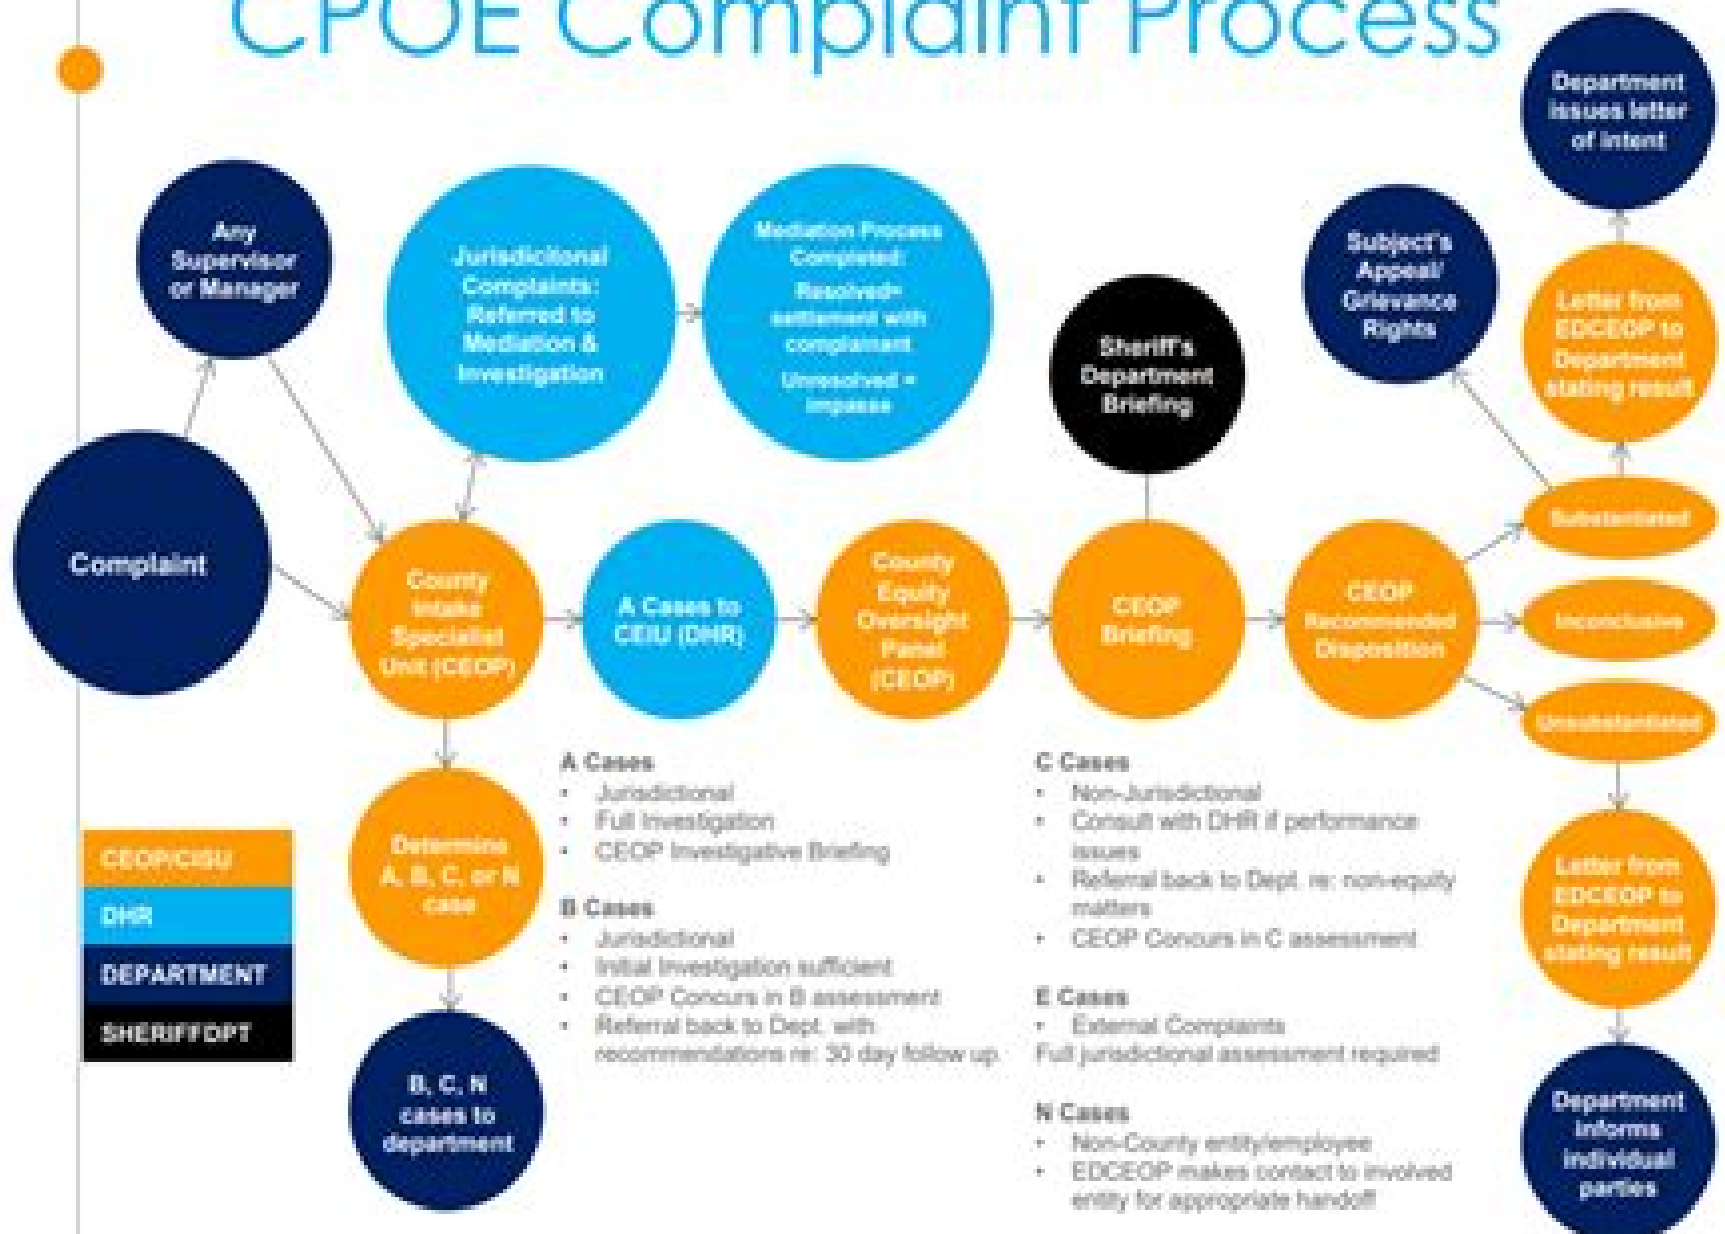 CPOE Complaint Process
Department
issues letter
of intent
Any
Supervisor
or Manager
Jurisdicitonal
Complaints:
Referred to
Mediation &
Investigation
Mediation Process
Completed:
Resolved=
settlement with
complainant
Unresolved =
impasse
Sheriff's
Department
Briefing
Subject's
Appeal/
Grievance
Rights
Letter from
EDCEOP to
Department
stating result
Complaint
County
Intake
Specialist
Unit (CEOP)
A Cases to
CEIU (DHR)
County
Equity
Oversight
Panel
(CEOP)
CEOP
Briefing
CEOP
Recommended
Disposition
Substantiated
Inconclusive
Unsubstantiated
Determine
A, B, C, or N
case
B, C, N
cases to
department
CEOP/CISU
DHR
DEPARTMENT
SHERIFFDPT
A Cases
• Jurisdictional
• Full Investigation
• CEOP Investigative Briefing
B Cases
• Jurisdictional
• Initial Investigation sufficient
• CEOP Concurs in B assessment
• Referral back to Dept. with
recommendations re: 30 day follow up.
C Cases
• Non-Jurisdictional
• Consult with DHR if performance
issues
• Referral back to Dept. re: non-equity
matters
• CEOP Concurs in C assessment
E Cases
• External Complaints
Full jurisdictional assessment required
N Cases
• Non-County entity/employee
• EDCEOP makes contact to involved
entity for appropriate handoff
Letter from
EDCEOP to
Department
stating result
Department
informs
individual
parties